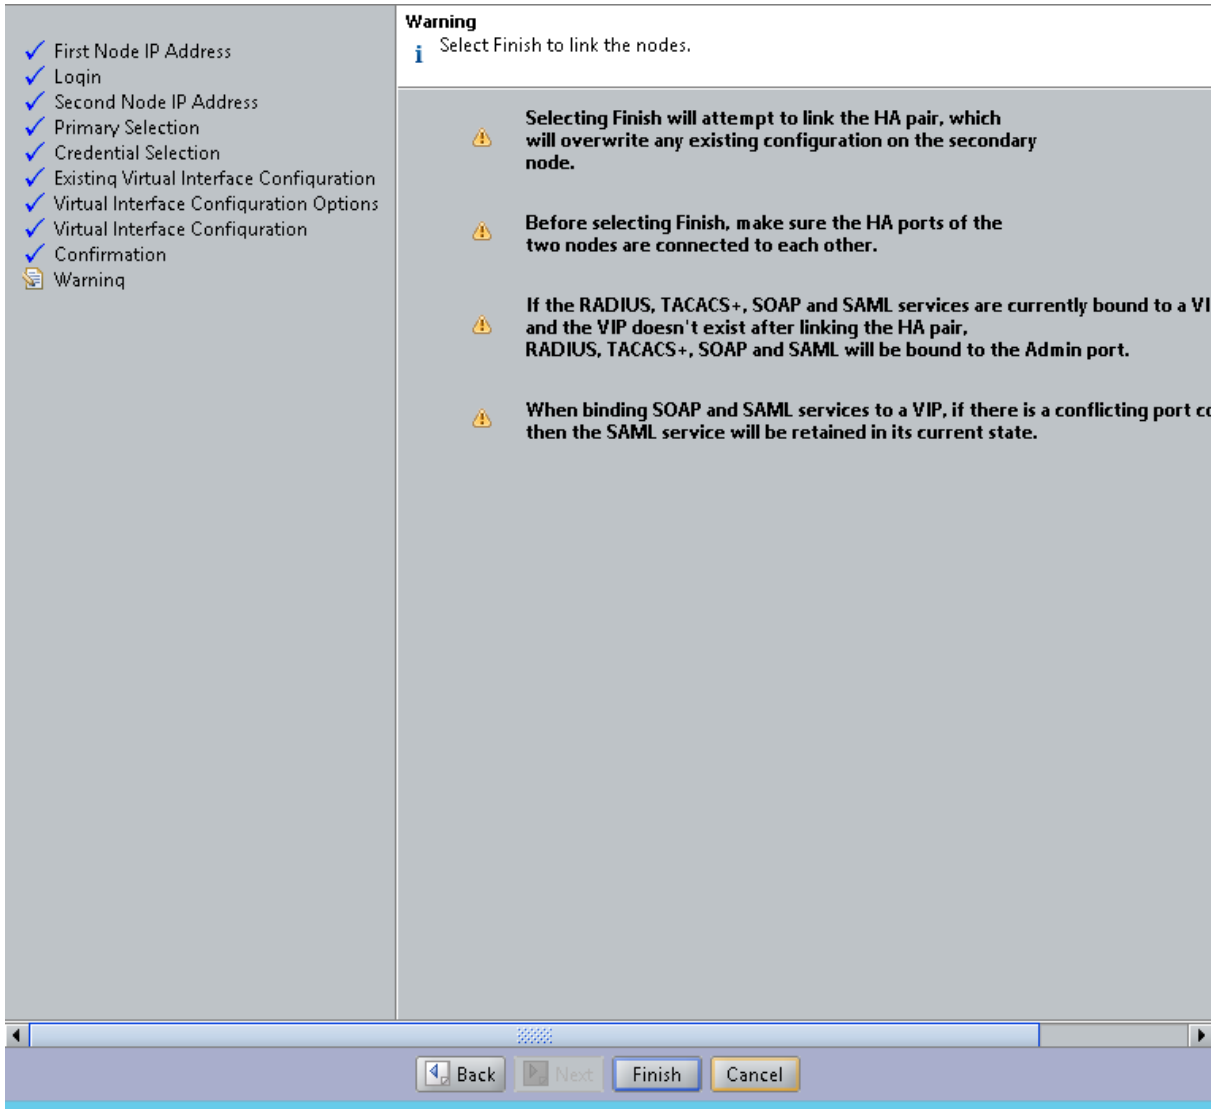 First Node IP Address
Login
Second Node IP Address
Primary Selection
Credential Selection
Existing Virtual Interface Configuration
Virtual Interface Configuration Options
Virtual Interface Configuration
Confirmation
Warning
Warning
Select Finish to link the nodes.
Selecting Finish will attempt to link the HA pair, which
will overwrite any existing configuration on the secondary
node.
Before selecting Finish, make sure the HA ports of the
two nodes are connected to each other.
If the RADIUS, TACACS+, SOAP and SAML services are currently bound to a VI
and the VIP doesn't exist after linking the HA pair,
RADIUS, TACACS+, SOAP and SAML will be bound to the Admin port.
When binding SOAP and SAML services to a VIP, if there is a conflicting port
then the SAML service will be retained in its current state.
Back Next Finish Cancel